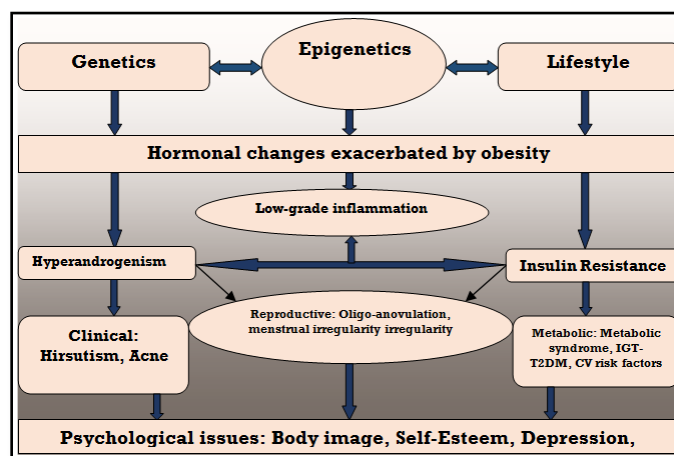 Genetics
Epigenetics
Lifestyle
Hormonal changes exacerbated by obesity
Low-grade inflammation
Hyperandrogenism
Insulin Resistance
Reproductive: Oligo-anovulation,
menstrual irregularity irregularity
Clinical:
Hirsutism, Acne
Metabolic: Metabolic
syndrome, IGT-
T2DM, CV risk factors
Psychological issues: Body image, Self-Esteem, Depression,